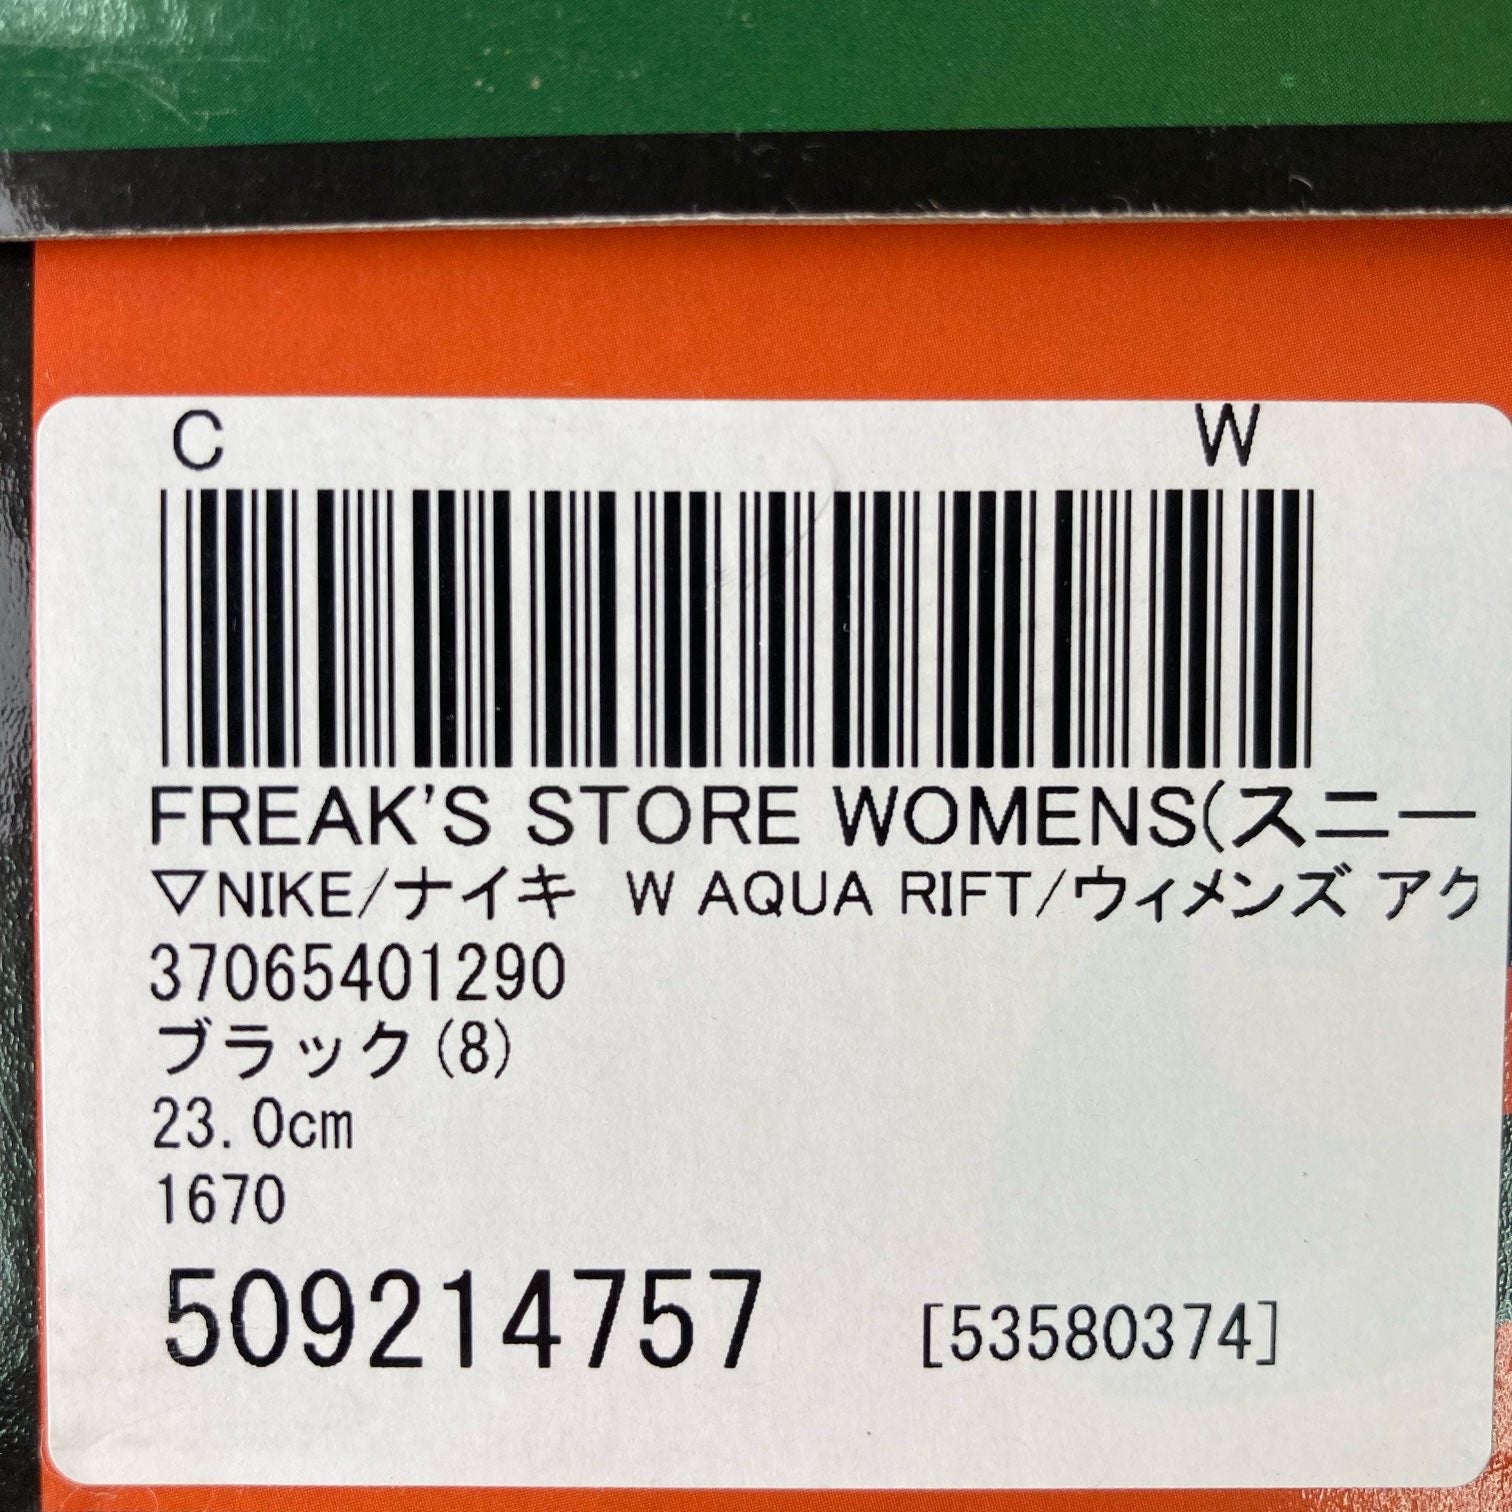 C W
FREAK'S STORE WOMENS(スニー
▽NIKE/ナイキ W AQUA RIFT/ウィメンズ アク
37065401290
ブラック(8)
23.0cm
1670
509214757 [53580374]